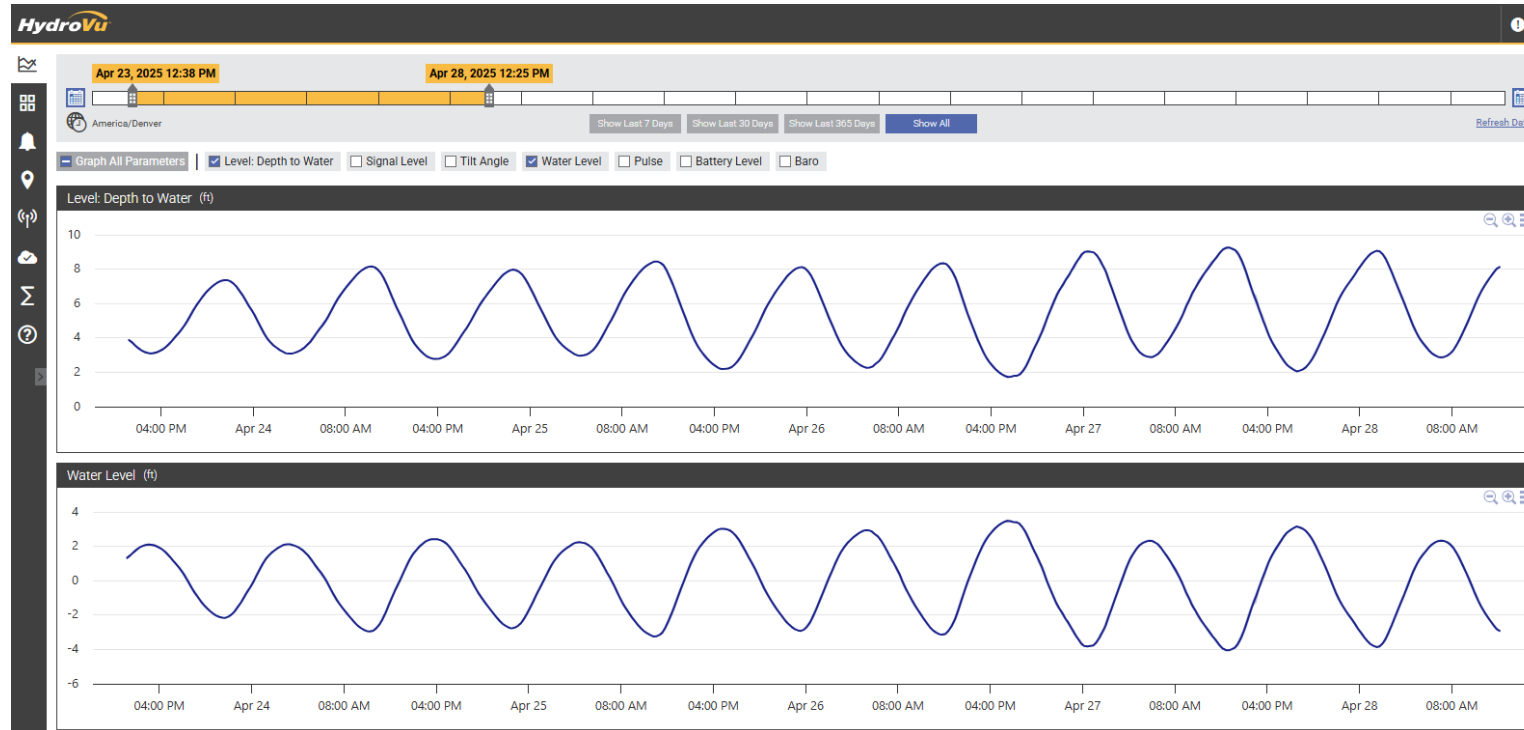 HydroVu
Apr 23, 2025 12:38 PM Apr 28, 2025 12:25 PM
America/Denver Show Last 7 Days Show Last 30 Days Show Last 365 Days Show All Refresh Da
Graph All Parameters Level: Depth to Water Signal Level Tilt Angle Water Level Pulse Battery Level Baro
Level: Depth to Water (ft)
10
8
6
4
2
0
04:00 PM Apr 24 08:00 AM 04:00 PM Apr 25 08:00 AM 04:00 PM Apr 26 08:00 AM 04:00 PM Apr 27 08:00 AM 04:00 PM Apr 28 08:00 AM
Water Level (ft)
4
2
0
-2
-4
-6
04:00 PM Apr 24 08:00 AM 04:00 PM Apr 25 08:00 AM 04:00 PM Apr 26 08:00 AM 04:00 PM Apr 27 08:00 AM 04:00 PM Apr 28 08:00 AM